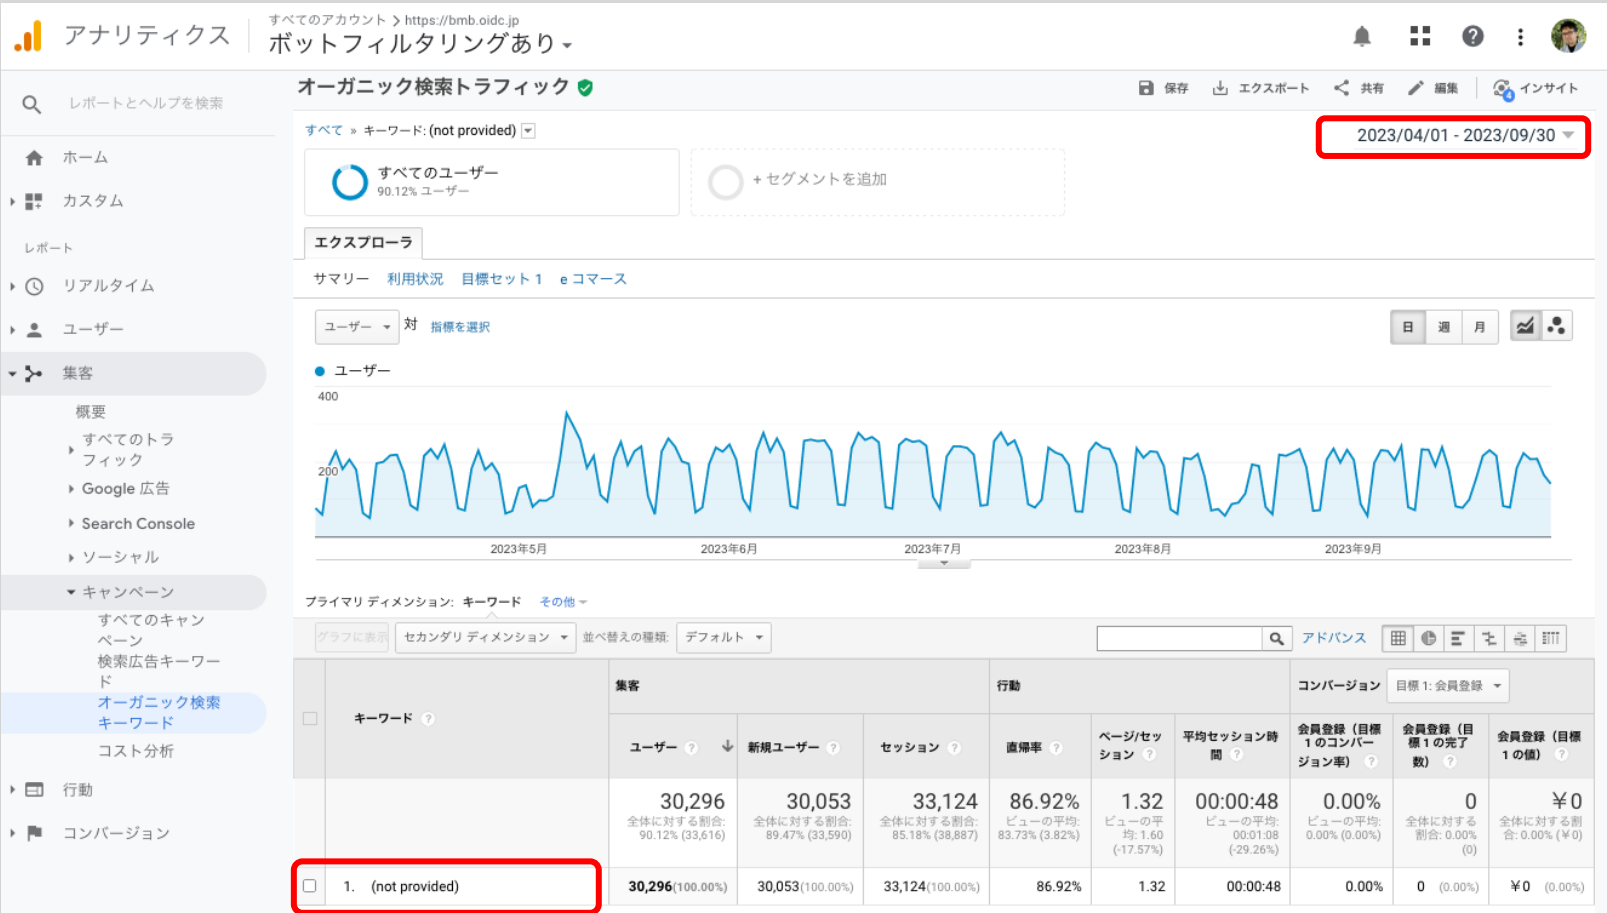 アナリティクス
すべてのアカウント > https://bmb.oidc.jp
ボットフィルタリングあり
レポートとヘルプを検索
ホーム
カスタム
レポート
リアルタイム
ユーザー
集客
概要
すべてのトラ
フィック
Google 広告
Search Console
ソーシャル
キャンペーン
すべてのキャン
ペーン
検索広告キーワー
ド
オーガニック検索
キーワード
コスト分析
行動
コンバージョン
オーガニック検索トラフィック
保存
エクスポート
共有
編集
4
インサイト
すべて » キーワード: (not provided)
2023/04/01 - 2023/09/30
すべてのユーザー
90.12% ユーザー
+ セグメントを追加
エクスプローラ
サマリー 利用状況 目標セット 1 e コマース
ユーザー 対 指標を選択
日 週 月
ユーザー
400
200
2023年5月 2023年6月 2023年7月 2023年8月 2023年9月
プライマリ ディメンション: キーワード その他
グラフに表示 セカンダリ ディメンション 並べ替えの種類: デフォルト アドバンス
キーワード ?
集客 行動 コンバージョン 目標 1: 会員登録
ユーザー ?
新規ユーザー ?
セッション ?
直帰率 ?
ページ/セッ
ション ?
平均セッション時
間 ?
会員登録（目標
1 のコンバー
ジョン率） ?
会員登録（目
標 1 の完了
数） ?
会員登録（目標
1 の値） ?
30,296
全体に対する割合:
90.12% (33,616)
30,053
全体に対する割合:
89.47% (33,590)
33,124
全体に対する割合:
85.18% (38,887)
86.92%
ビューの平均:
83.73% (3.82%)
1.32
ビューの平
均: 1.60
(-17.57%)
00:00:48
ビューの平均:
00:01:08
(-29.26%)
0.00%
ビューの平均:
0.00% (0.00%)
0
全体に対する
割合: 0.00%
(0)
￥0
全体に対する割
合: 0.00% (￥0)
1. (not provided) 30,296(100.00%) 30,053(100.00%) 33,124(100.00%) 86.92% 1.32 00:00:48 0.00% 0 (0.00%) ￥0 (0.00%)